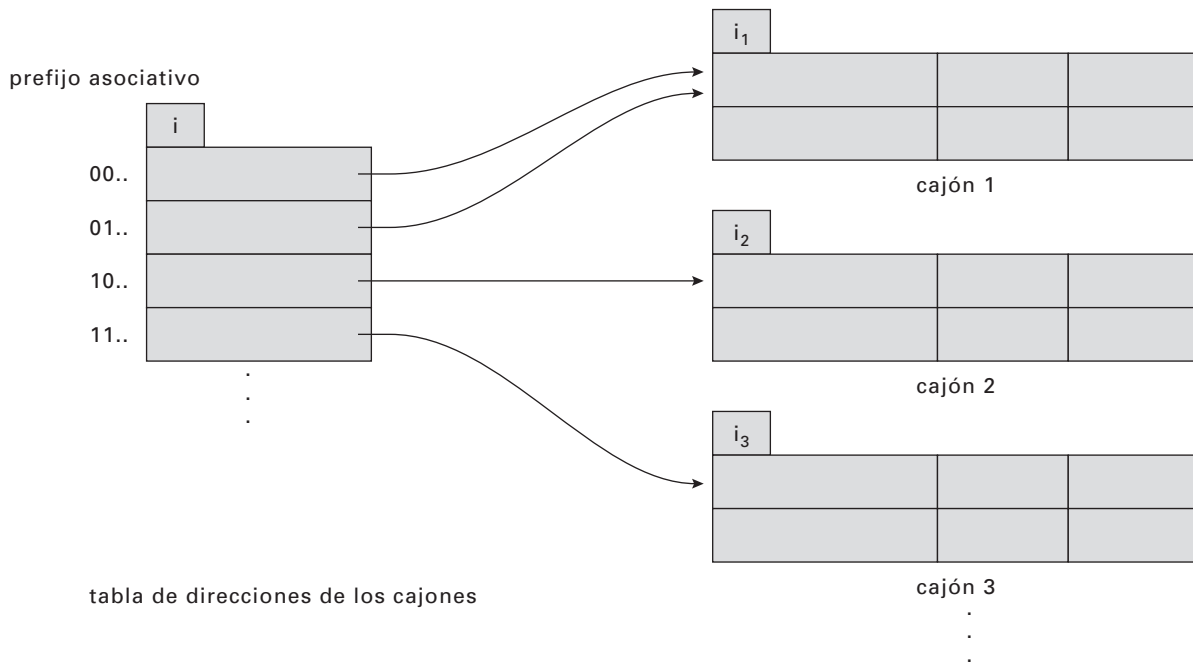 prefijo asociativo
i
00..
01..
10..
11..
.
.
.
tabla de direcciones de los cajones
i₁
cajón 1
i₂
cajón 2
i₃
cajón 3
.
.
.